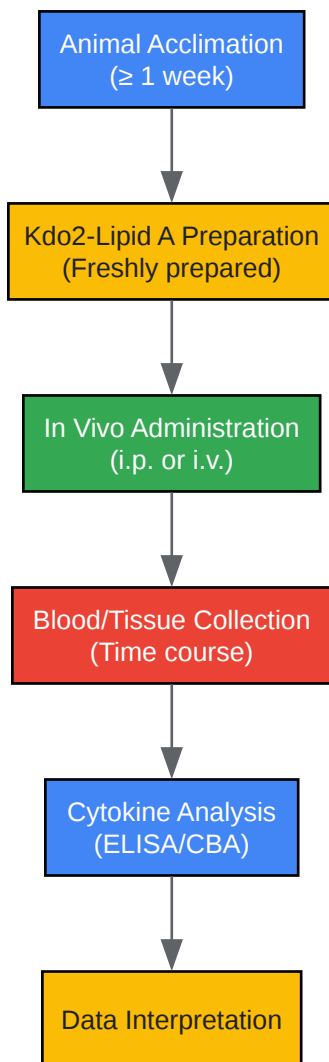 Animal Acclimation
(≥ 1 week)
Kdo2-Lipid A Preparation
(Freshly prepared)
In Vivo Administration
(i.p. or i.v.)
Blood/Tissue Collection
(Time course)
Cytokine Analysis
(ELISA/CBA)
Data Interpretation